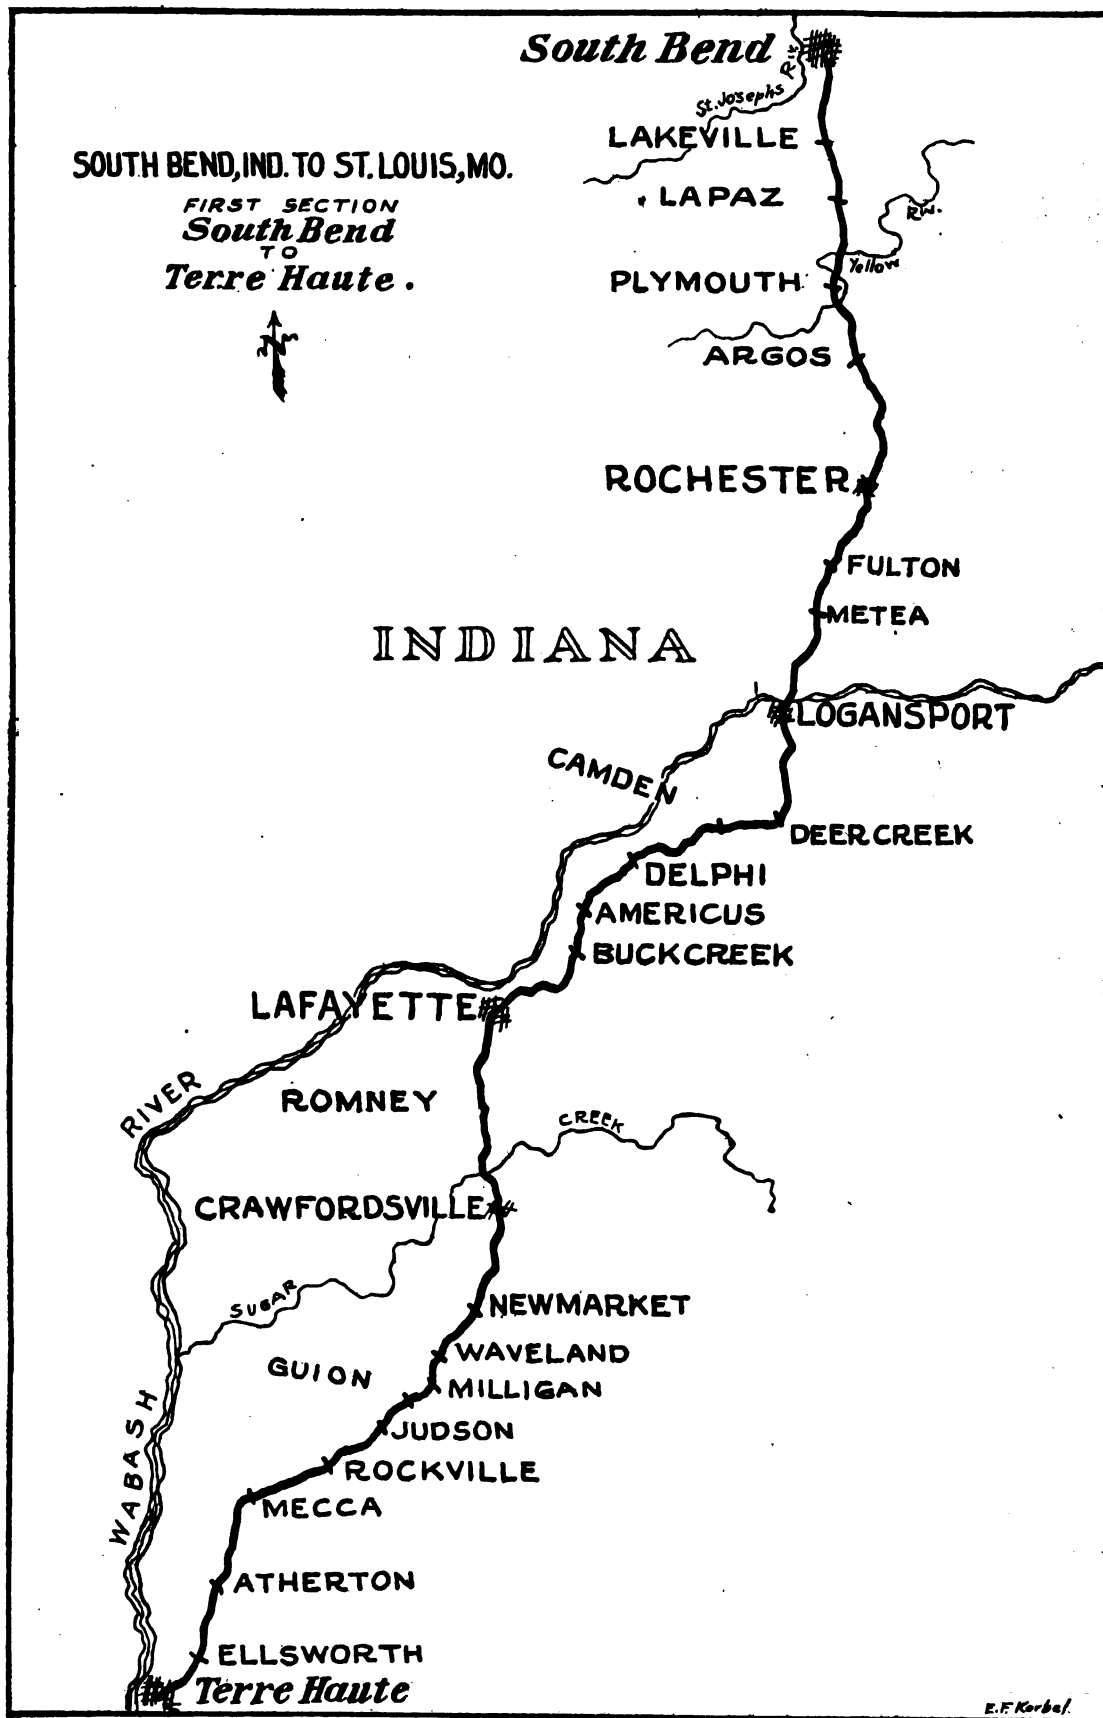 South Bend
St. Josephs Riv.
LAKEVILLE
SOUTH BEND, IND. TO ST. LOUIS, MO.
FIRST SECTION
South Bend
TO
Terre Haute.
LAPAZ
Yellow
PLYMOUTH
ARGOS
ROCHESTER
FULTON
METEA
INDIANA
LOGANSPORT
CAMDEN
DEER CREEK
DELPHI
AMERICUS
BUCKCREEK
LAFAYETTE
RIVER
ROMNEY
CREEK
CRAWFORDSVILLE
SUGAR
NEWMARKET
WAVELAND
GUION
MILLIGAN
WABASH
JUDSON
ROCKVILLE
MECCA
ATHERTON
ELLSWORTH
Terre Haute
E.F. Korbel.